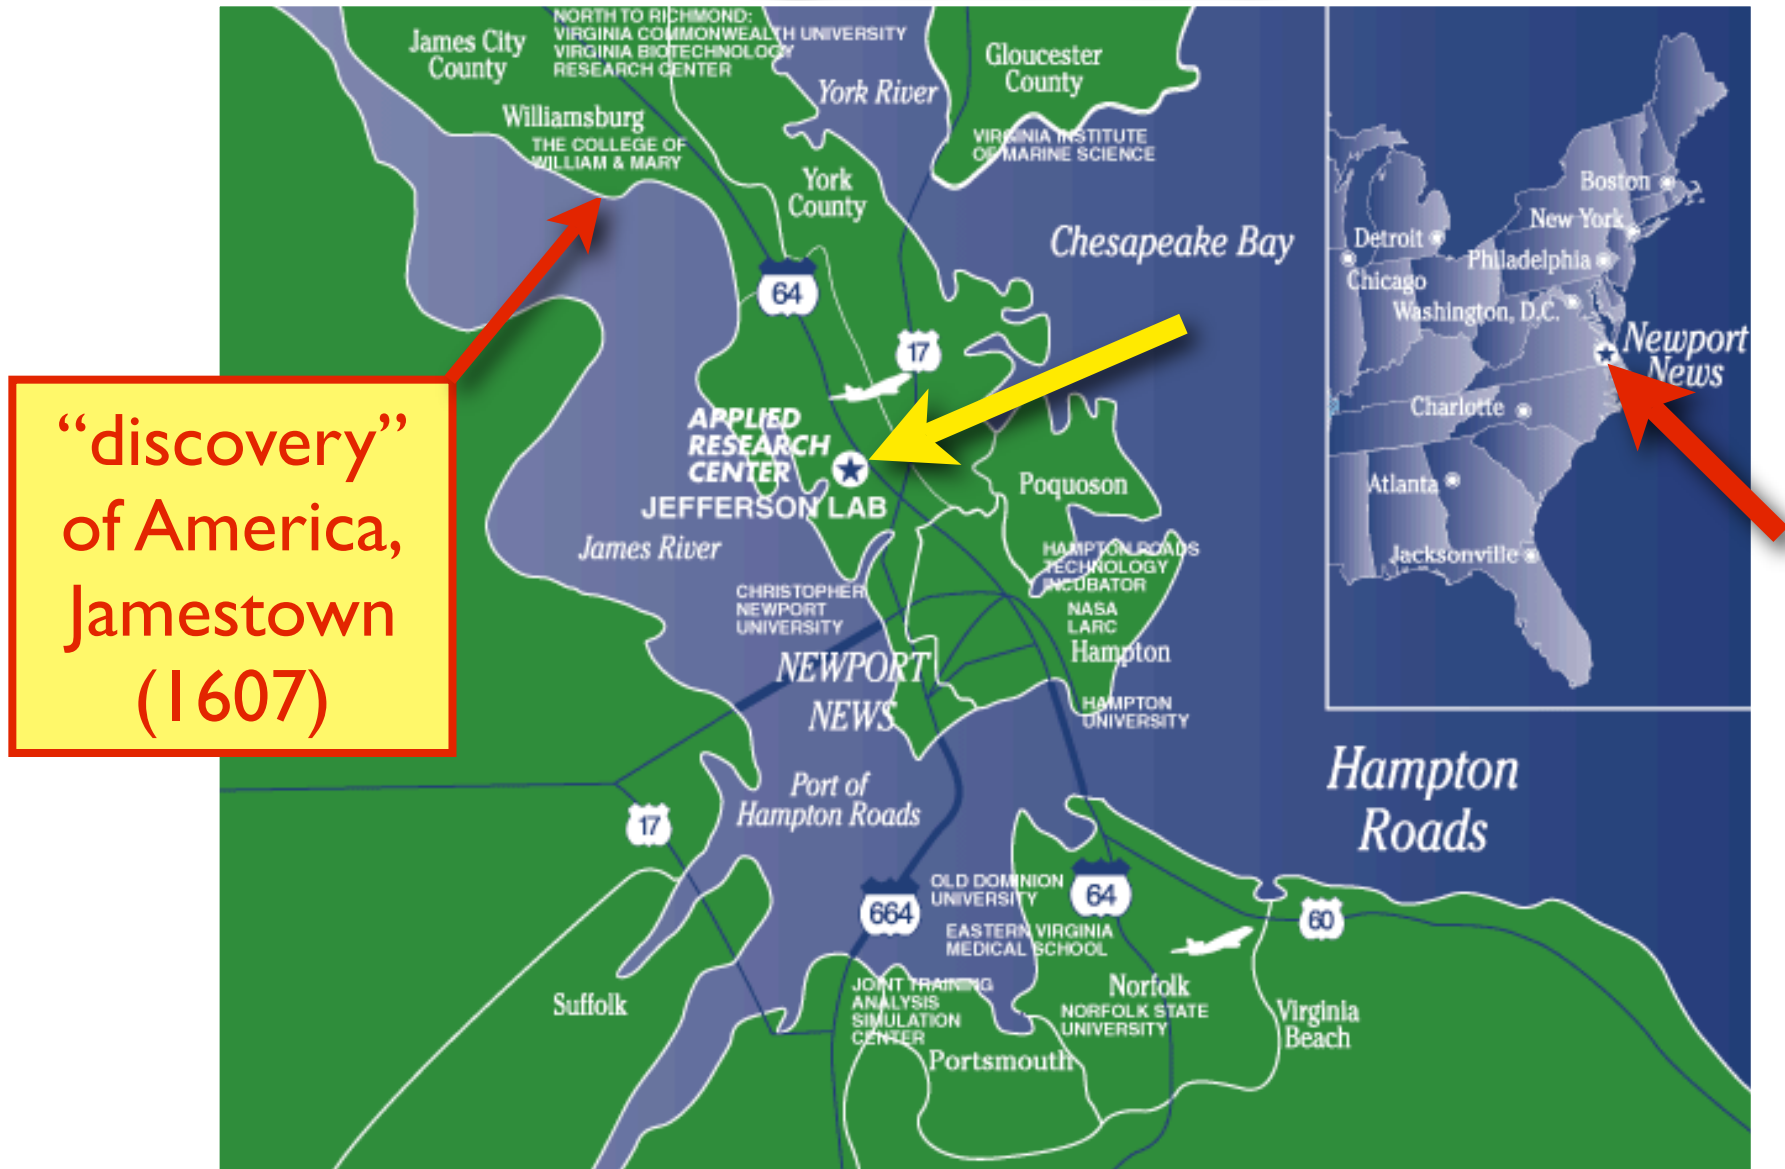 NORTH TO RICHMOND:
VIRGINIA COMMONWEALTH UNIVERSITY
VIRGINIA BIOTECHNOLOGY
RESEARCH CENTER
James City
County
Gloucester
County
York River
Williamsburg
THE COLLEGE OF
WILLIAM & MARY
VIRGINIA INSTITUTE
OF MARINE SCIENCE
York
County
Chesapeake Bay
64
17
“discovery”
of America,
Jamestown
(1607)
APPLIED
RESEARCH
CENTER
JEFFERSON LAB
Poquoson
James River
HAMPTON ROADS
TECHNOLOGY
INCUBATOR
NASA
LARC
Hampton
CHRISTOPHER
NEWPORT
UNIVERSITY
NEWPORT
NEWS
HAMPTON
UNIVERSITY
Port of
Hampton Roads
17
Hampton
Roads
664
OLD DOMINION
UNIVERSITY
64
60
EASTERN VIRGINIA
MEDICAL SCHOOL
JOINT TRAINING
ANALYSIS
SIMULATION
CENTER
Suffolk
Norfolk
NORFOLK STATE
UNIVERSITY
Virginia
Beach
Portsmouth
Boston
New York
Detroit
Philadelphia
Chicago
Washington, D.C.
Newport
News
Charlotte
Atlanta
Jacksonville